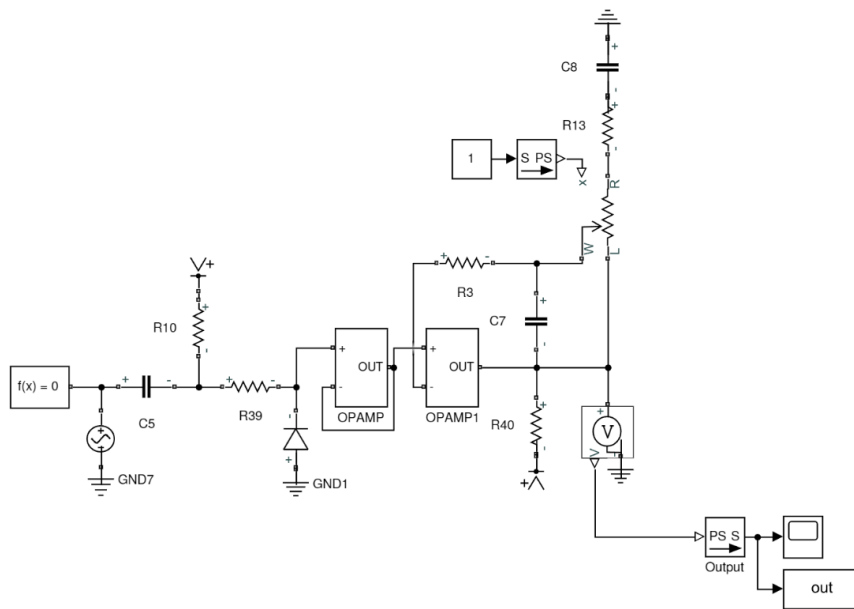 +
C8
-
+
R13
-
1
S PS
x
R
W
L
V+
+
R10
-
+ -
R3
+
C7
-
f(x) = 0
+ -
C5
+ -
R39
-
+
GND7
GND1
+
-
OUT
OPAMP
+
-
OUT
OPAMP1
+
R40
-
+V
+
V
-
V
PS S
Output
out